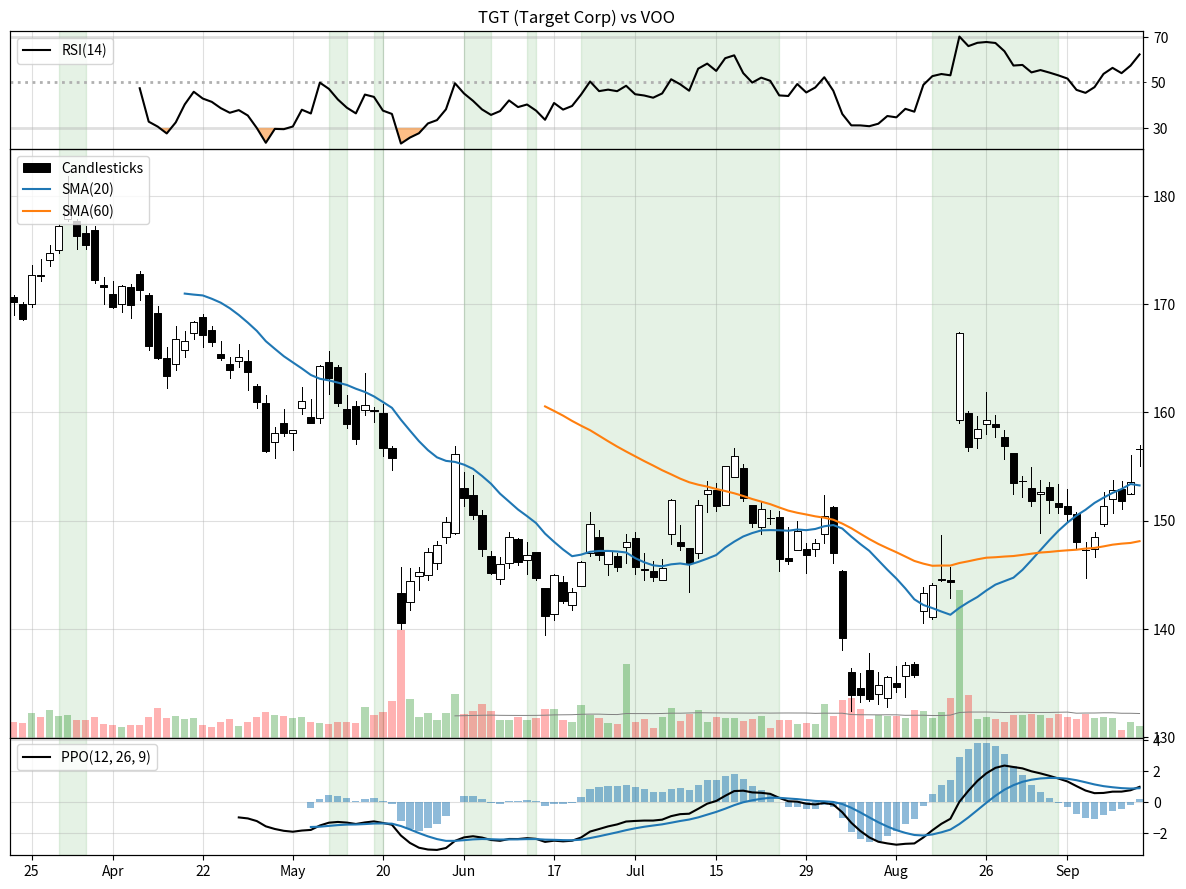 TGT (Target Corp) vs VOO
RSI(14)
70
50
30
Candlesticks
SMA(20)
SMA(60)
180
170
160
150
140
130
PPO(12, 26, 9)
4
2
0
−2
25 Apr 22 May 20 Jun 17 Jul 15 29 Aug 26 Sep